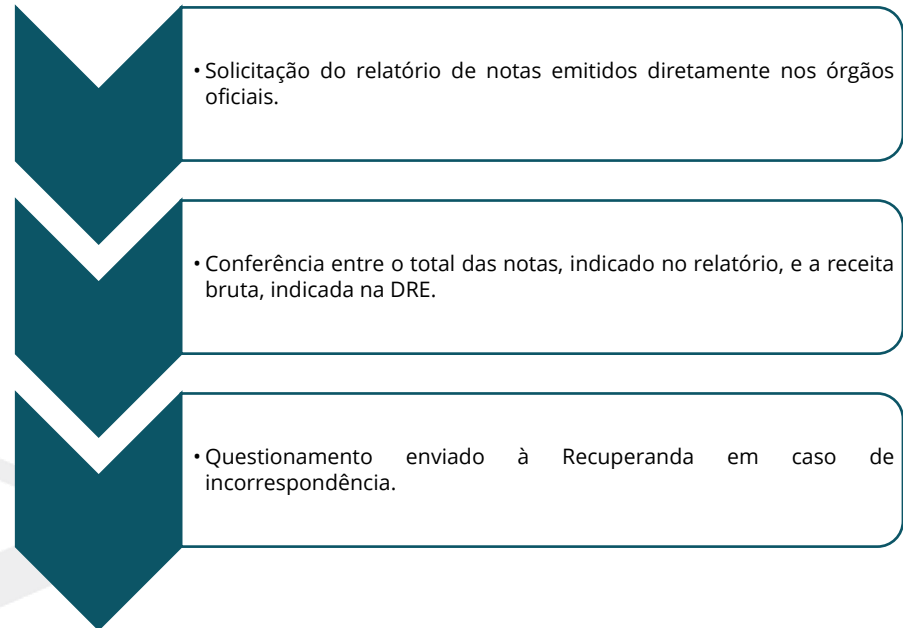 • Solicitação do relatório de notas emitidos diretamente nos órgãos
oficiais.
• Conferência entre o total das notas, indicado no relatório, e a receita
bruta, indicada na DRE.
• Questionamento enviado à Recuperanda em caso de
incorrespondência.